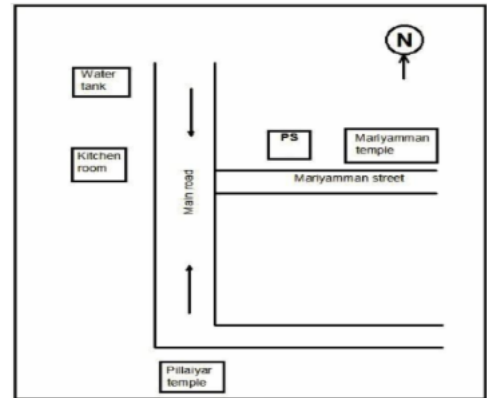 N
Water
tank
PS
Mariyamman
temple
Kitchen
room
Mariyamman street
Main road
Pillaiyar
temple